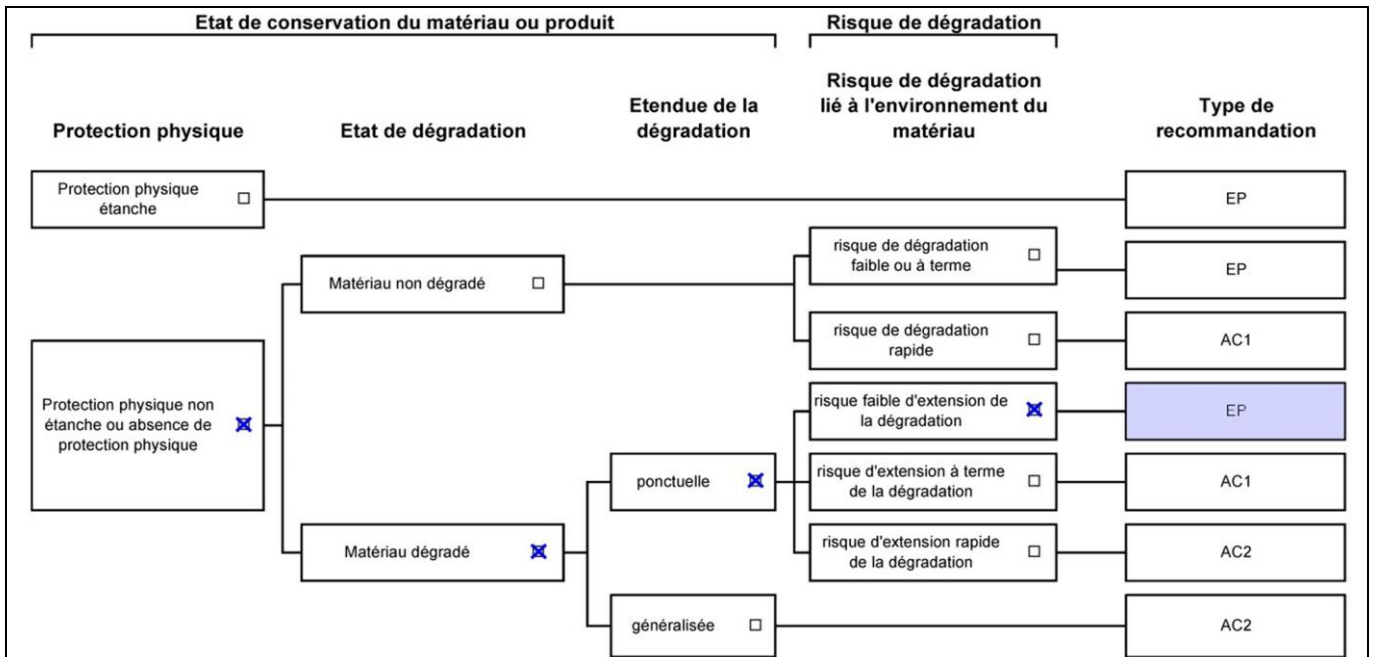 Etat de conservation du matériau ou produit
Risque de dégradation
Protection physique
Etat de dégradation
Etendue de la
dégradation
Risque de dégradation
lié à l'environnement du
matériau
Type de
recommandation
Protection physique
étanche
EP
Protection physique non
étanche ou absence de
protection physique
Matériau non dégradé
risque de dégradation
faible ou à terme
EP
risque de dégradation
rapide
AC1
Matériau dégradé
ponctuelle
risque faible d'extension de
la dégradation
EP
risque d'extension à terme
de la dégradation
AC1
risque d'extension rapide
de la dégradation
AC2
généralisée
AC2